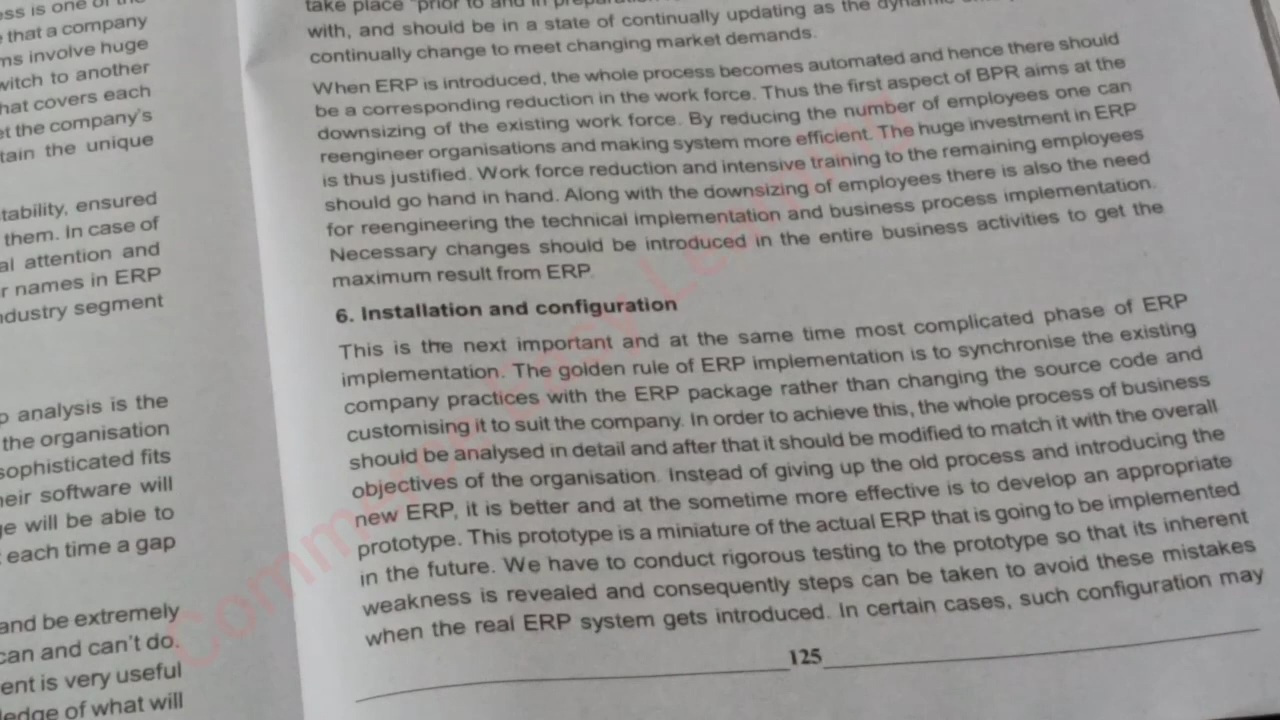 that a company
involve huge
switch to another
that covers each
the company's
the unique
ensured
them. In case of
attention and
names in ERP
segment
analysis is the
the organisation
sophisticated fits
software will
will be able to
each time a gap
and be extremely
can and can't do.
is very useful
of what will
take place "prior to and in
with, and should be in a state of continually updating as the
continually change to meet changing market demands.
When ERP is introduced, the whole process becomes automated and hence there should
be a corresponding reduction in the work force. Thus the first aspect of BPR aims at the
downsizing of the existing work force. By reducing the number of employees one can
reengineer organisations and making system more efficient. The huge investment in ERP
is thus justified. Work force reduction and intensive training to the remaining employees
should go hand in hand. Along with the downsizing of employees there is also the need
for reengineering the technical implementation and business process implementation.
Necessary changes should be introduced in the entire business activities to get the
maximum result from ERP.
6. Installation and configuration
This is the next important and at the same time most complicated phase of ERP
implementation. The golden rule of ERP implementation is to synchronise the existing
company practices with the ERP package rather than changing the source code and
customising it to suit the company. In order to achieve this, the whole process of business
should be analysed in detail and after that it should be modified to match it with the overall
objectives of the organisation. Instead of giving up the old process and introducing the
new ERP, it is better and at the sometime more effective is to develop an appropriate
prototype. This prototype is a miniature of the actual ERP that is going to be implemented
in the future. We have to conduct rigorous testing to the prototype so that its inherent
weakness is revealed and consequently steps can be taken to avoid these mistakes
when the real ERP system gets introduced. In certain cases, such configuration may
125
Commerce Easy Learning